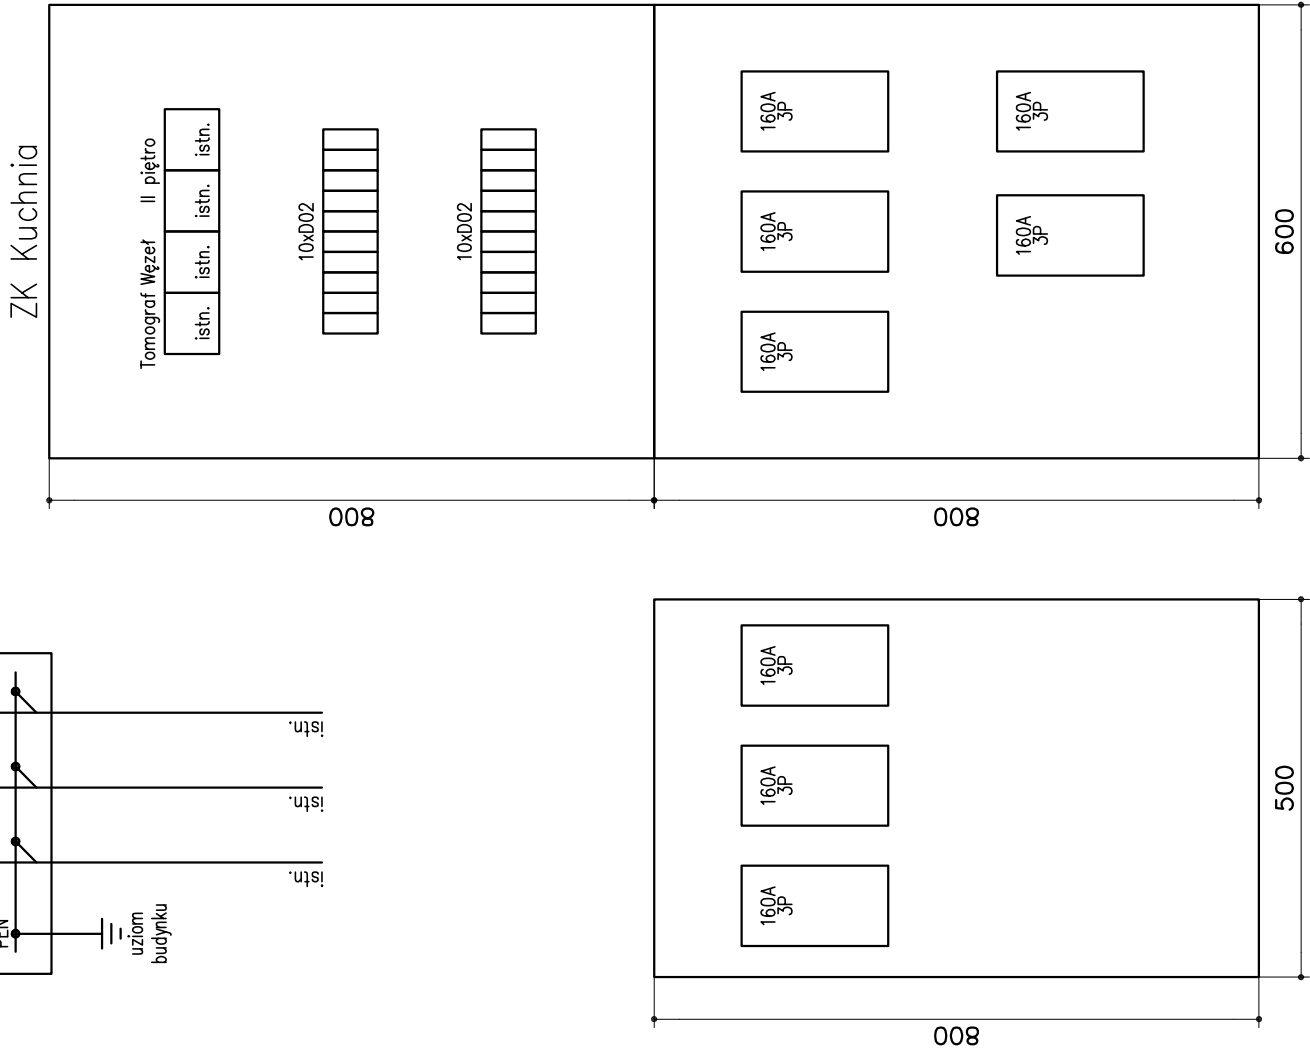 ZK Kuchnia
Tomograf Węzeł II piętro
istn. istn. istn. istn.
10xD02
10xD02
800
160A
3P
160A
3P
160A
3P
160A
3P
160A
3P
800
600
istn.
istn.
istn.
PEN
uziom
budynku
160A
3P
160A
3P
160A
3P
800
500